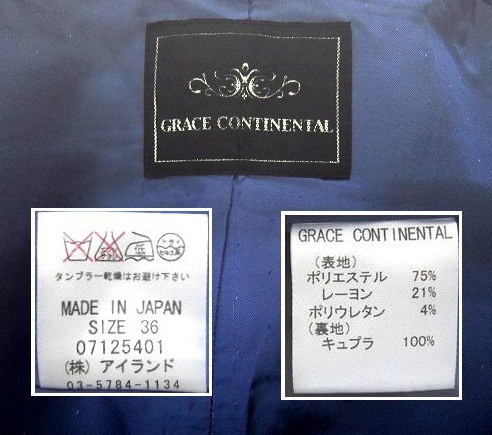 GRACE CONTINENTAL
タンブラー乾燥はお避け下さい
MADE IN JAPAN
SIZE 36
07125401
(株) アイランド
03-5784-1134
GRACE CONTINENTAL
(表地)
ポリエステル 75%
レーヨン 21%
ポリウレタン 4%
(裏地)
キュプラ 100%